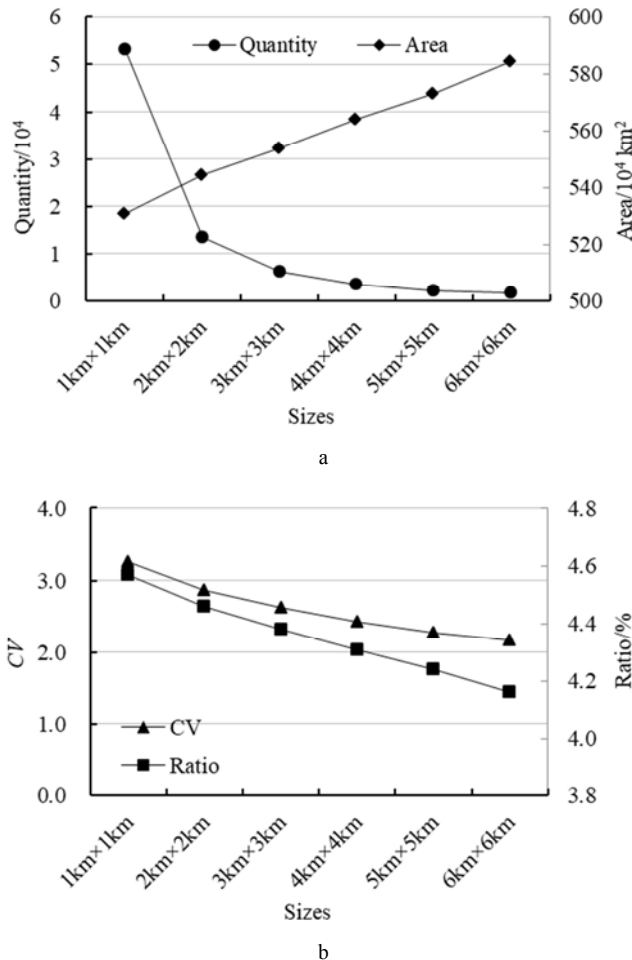 6 600
Quantity Area
5 580
4 560
3 540
2 520
1
0 500
Quantity/10⁴
Area/10⁴ km²
1km×1km 2km×2km 3km×3km 4km×4km 5km×5km 6km×6km
Sizes
a
4.0 4.8
4.6
3.0
4.4
2.0
4.2
1.0 CV 4.0
Ratio
0.0 3.8
CV
Ratio/%
1km×1km 2km×2km 3km×3km 4km×4km 5km×5km 6km×6km
Sizes
b